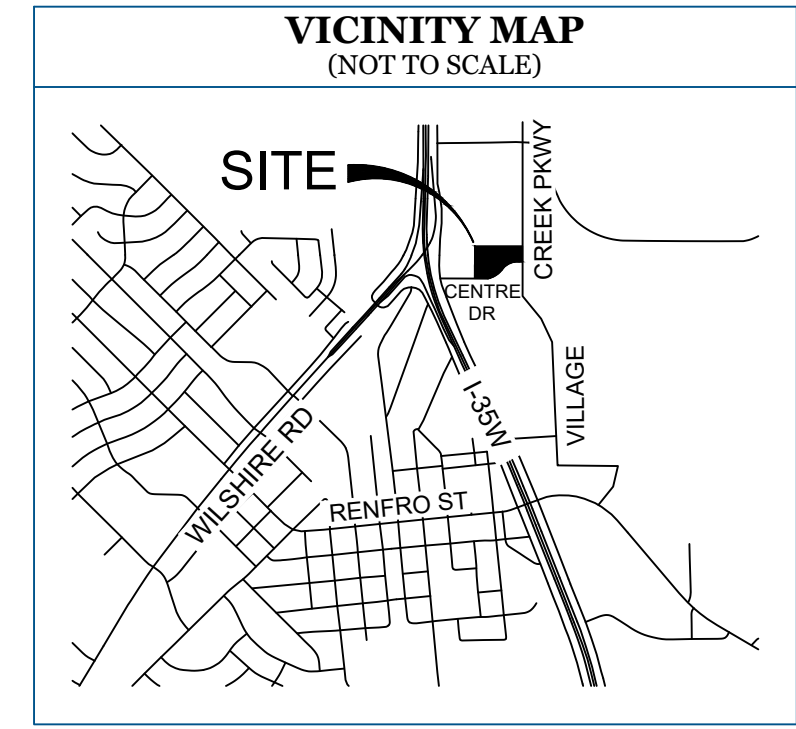 VICINITY MAP
(NOT TO SCALE)
SITE
CREEK PKWY
CENTRE
DR
VILLAGE
I-35W
WILSHIRE RD
RENFRO ST